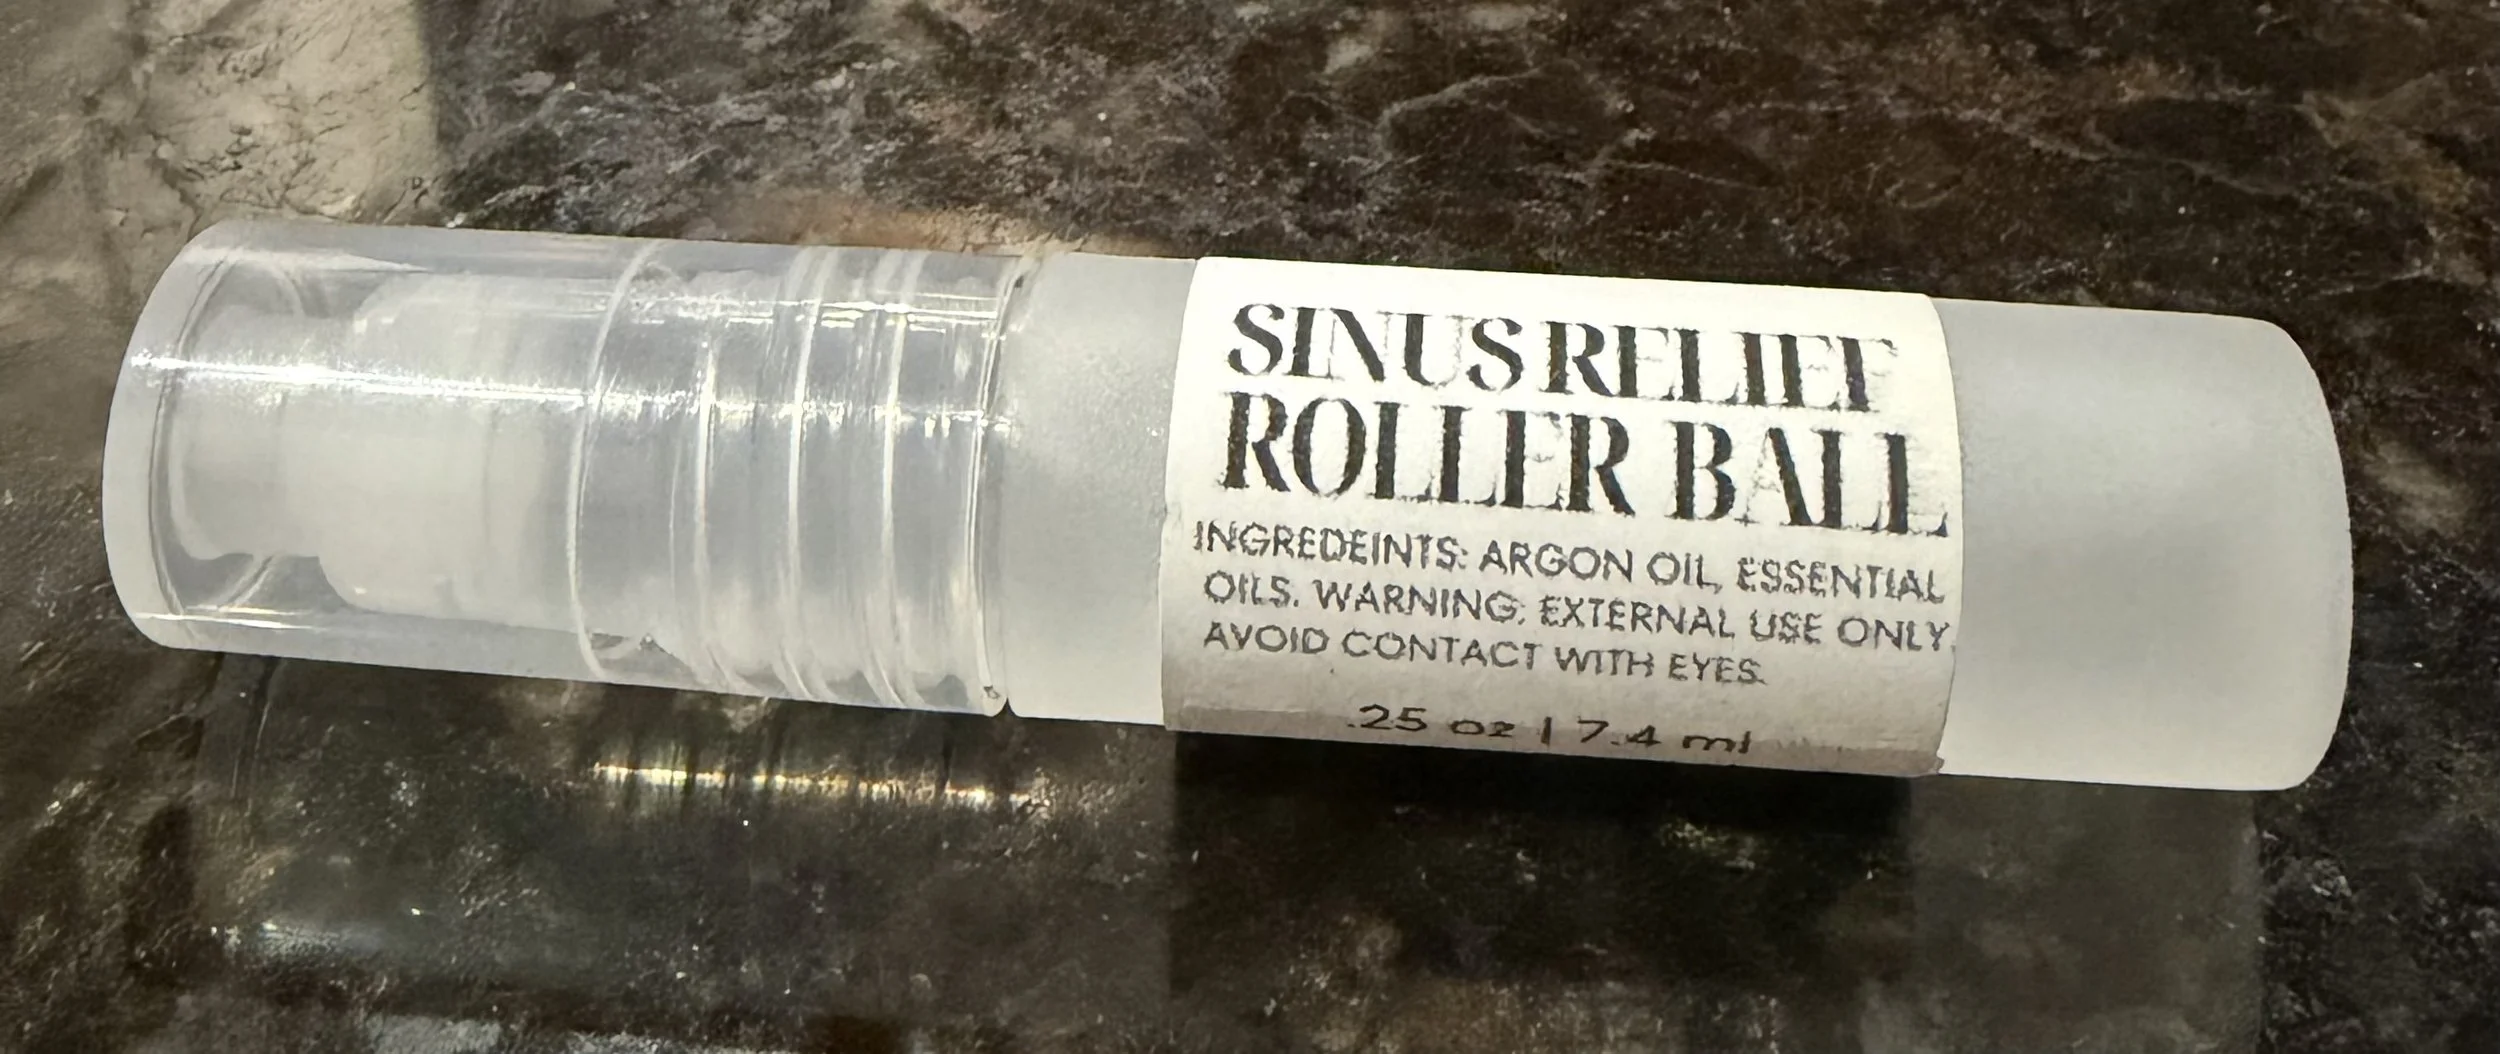 SINUS RELIEF
ROLLER BALL
INGREDEINTS: ARGON OIL, ESSENTIAL
OILS. WARNING: EXTERNAL USE ONLY.
AVOID CONTACT WITH EYES.
.25 oz | 7.4 ml